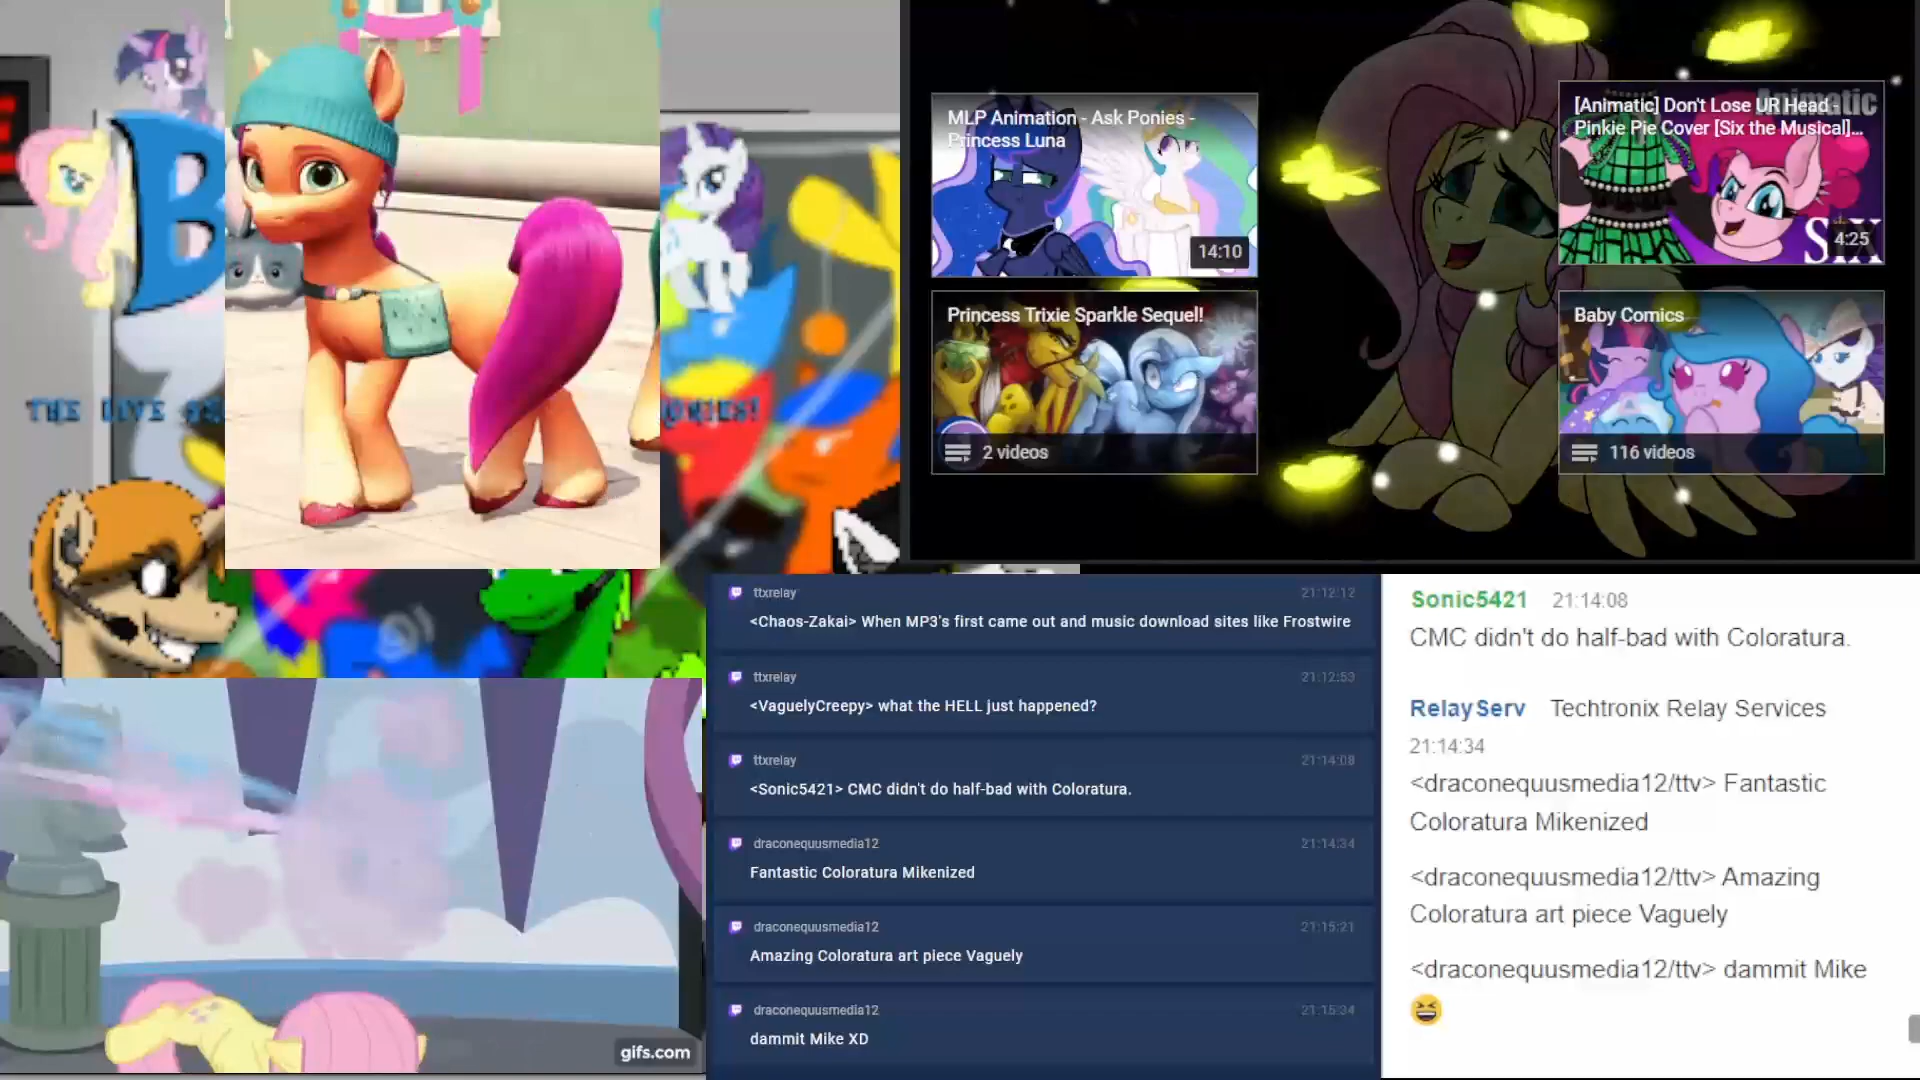 B
MLP Animation - Ask Ponies -
Princess Luna
14:10
Animatic
[Animatic] Don't Lose UR Head -
Pinkie Pie Cover [Six the Musical]...
SIX
4:25
Princess Trixie Sparkle Sequel!
2 videos
Baby Comics
116 videos
ttxrelay 21:12:12
<Chaos-Zakai> When MP3's first came out and music download sites like Frostwire
ttxrelay 21:12:53
<VaguelyCreepy> what the HELL just happened?
ttxrelay 21:14:08
<Sonic5421> CMC didn't do half-bad with Coloratura.
draconequusmedia12 21:14:34
Fantastic Coloratura Mikenized
draconequusmedia12 21:15:21
Amazing Coloratura art piece Vaguely
draconequusmedia12 21:15:34
dammit Mike XD
Sonic5421 21:14:08
CMC didn't do half-bad with Coloratura.
RelayServ Techtronix Relay Services
21:14:34
<draconequusmedia12/ttv> Fantastic
Coloratura Mikenized
<draconequusmedia12/ttv> Amazing
Coloratura art piece Vaguely
<draconequusmedia12/ttv> dammit Mike
😆
gifs.com